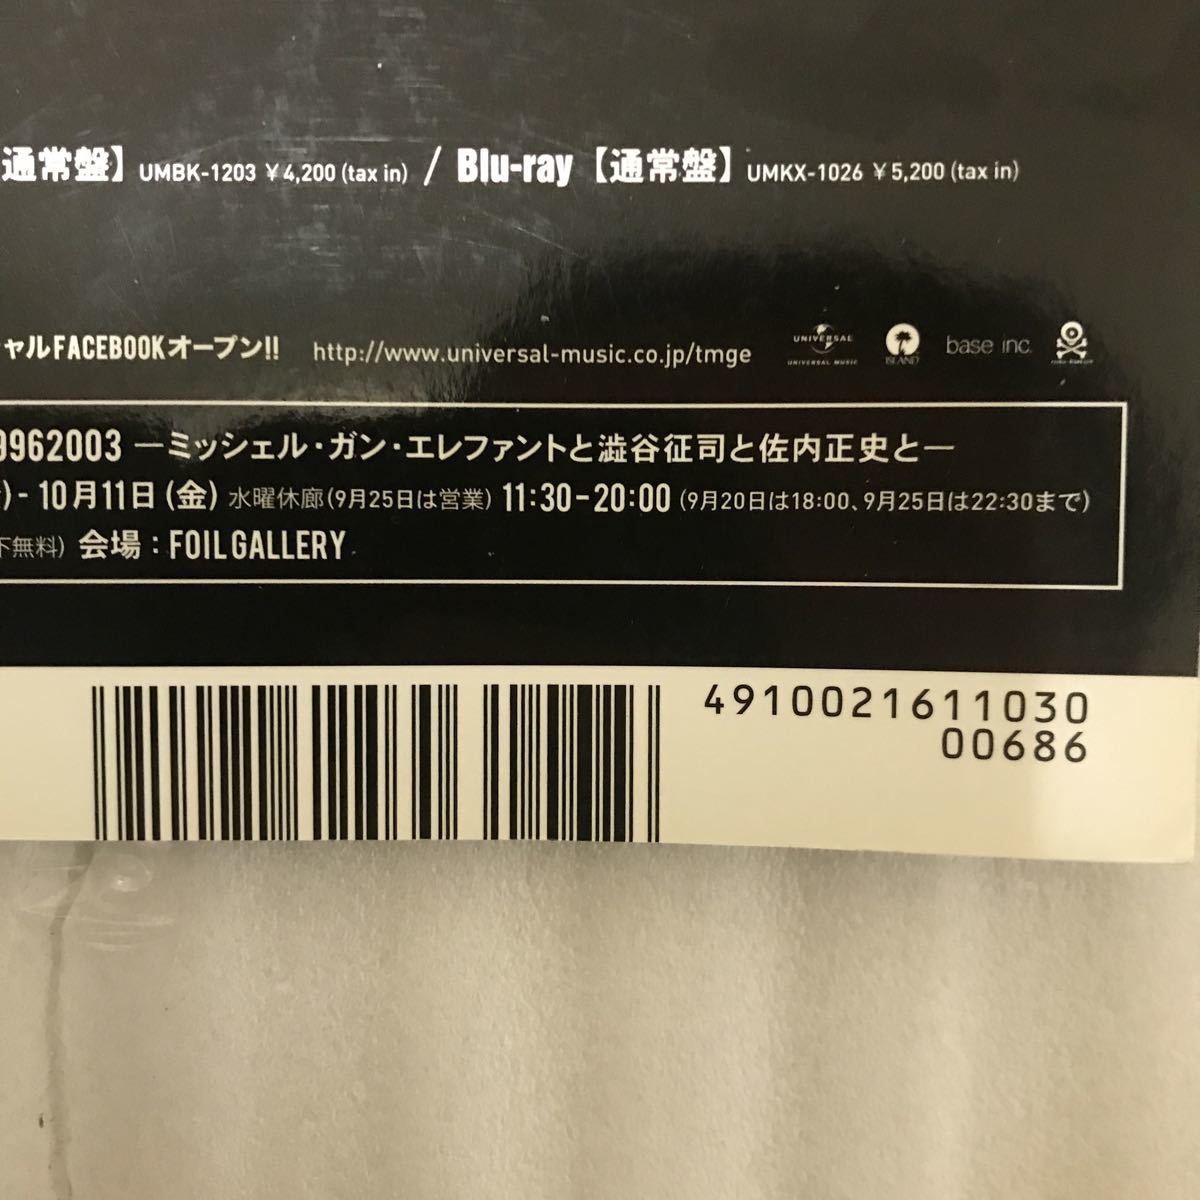 通常盤】UMBK-1203 ¥4,200 (tax in) / Blu-ray【通常盤】UMKX-1026 ¥5,200 (tax in)
ャルFACEBOOKオープン!! http://www.universal-music.co.jp/tmge UNIVERSAL UNIVERSAL MUSIC ISLAND base inc.
9962003 ―ミッシェル・ガン・エレファントと澁谷征司と佐内正史と―
) - 10月11日 (金) 水曜休廊(9月25日は営業) 11:30-20:00 (9月20日は18:00、9月25日は22:30まで)
下無料) 会場 : FOIL GALLERY
4910021611030
00686